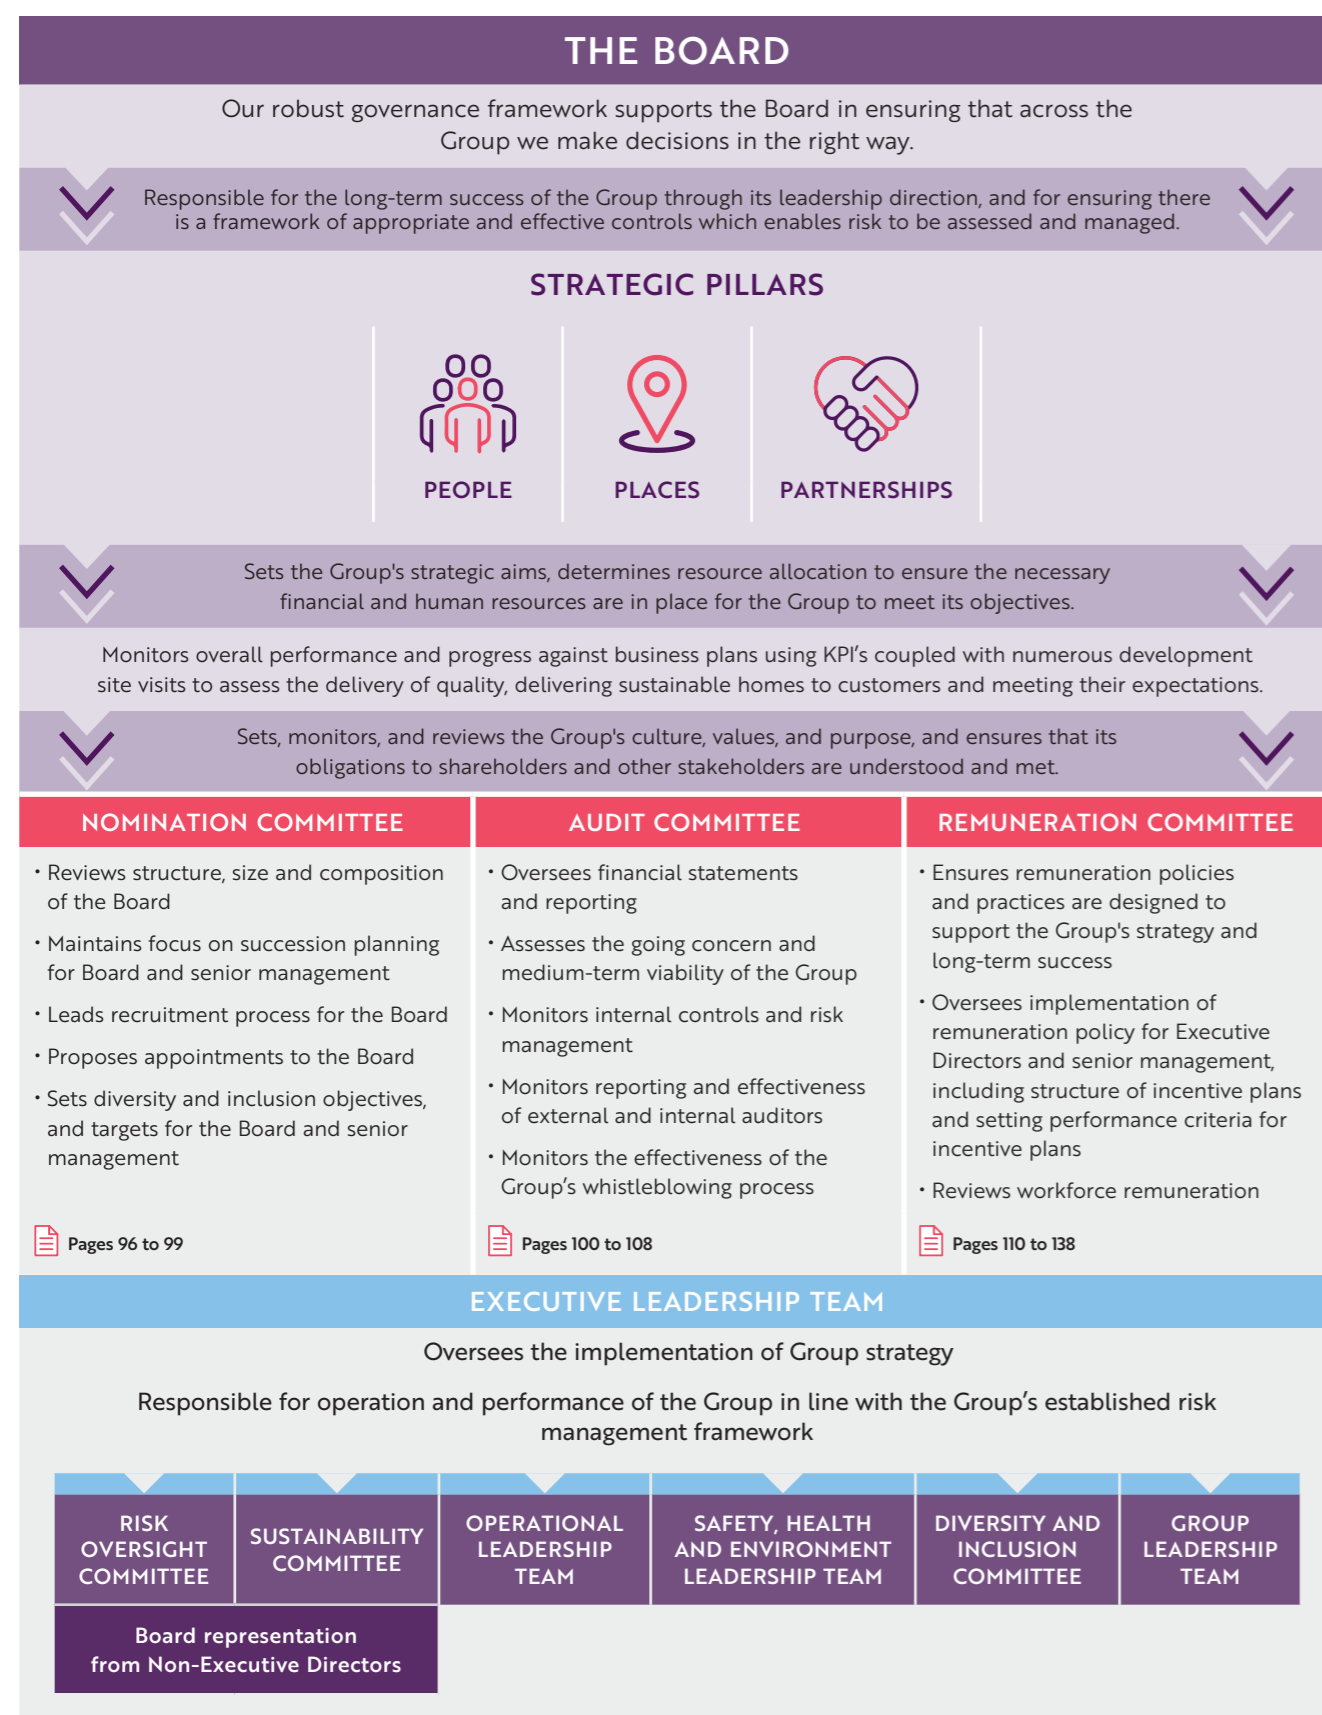 THE BOARD
Our robust governance framework supports the Board in ensuring that across the
Group we make decisions in the right way.
Responsible for the long-term success of the Group through its leadership direction, and for ensuring there
is a framework of appropriate and effective controls which enables risk to be assessed and managed.
STRATEGIC PILLARS
PEOPLE
PLACES
PARTNERSHIPS
Sets the Group's strategic aims, determines resource allocation to ensure the necessary
financial and human resources are in place for the Group to meet its objectives.
Monitors overall performance and progress against business plans using KPI’s coupled with numerous development
site visits to assess the delivery of quality, delivering sustainable homes to customers and meeting their expectations.
Sets, monitors, and reviews the Group's culture, values, and purpose, and ensures that its
obligations to shareholders and other stakeholders are understood and met.
NOMINATION COMMITTEE
• Reviews structure, size and composition
of the Board
• Maintains focus on succession planning
for Board and senior management
• Leads recruitment process for the Board
• Proposes appointments to the Board
• Sets diversity and inclusion objectives,
and targets for the Board and senior
management
Pages 96 to 99
AUDIT COMMITTEE
• Oversees financial statements
and reporting
• Assesses the going concern and
medium-term viability of the Group
• Monitors internal controls and risk
management
• Monitors reporting and effectiveness
of external and internal auditors
• Monitors the effectiveness of the
Group’s whistleblowing process
Pages 100 to 108
REMUNERATION COMMITTEE
• Ensures remuneration policies
and practices are designed to
support the Group's strategy and
long-term success
• Oversees implementation of
remuneration policy for Executive
Directors and senior management,
including structure of incentive plans
and setting performance criteria for
incentive plans
• Reviews workforce remuneration
Pages 110 to 138
EXECUTIVE LEADERSHIP TEAM
Oversees the implementation of Group strategy
Responsible for operation and performance of the Group in line with the Group’s established risk
management framework
RISK
OVERSIGHT
COMMITTEE
SUSTAINABILITY
COMMITTEE
OPERATIONAL
LEADERSHIP
TEAM
SAFETY, HEALTH
AND ENVIRONMENT
LEADERSHIP TEAM
DIVERSITY AND
INCLUSION
COMMITTEE
GROUP
LEADERSHIP
TEAM
Board representation
from Non-Executive Directors